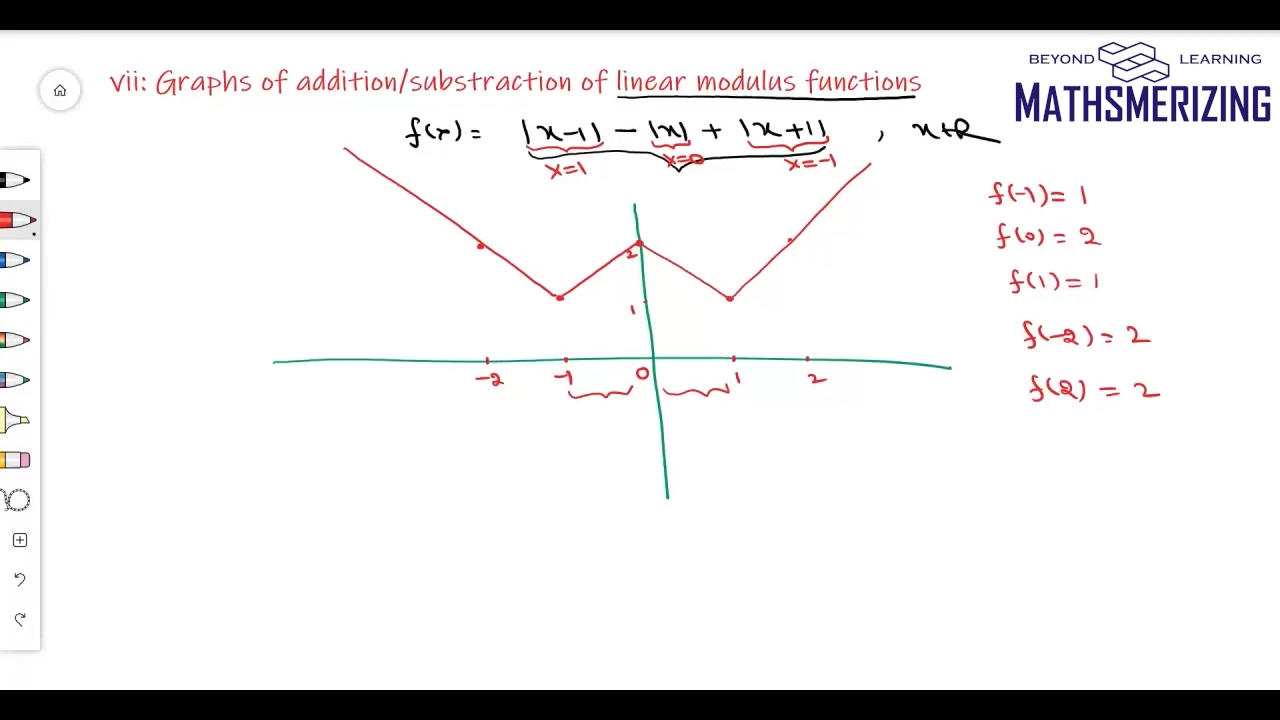 BEYOND LEARNING
MATHSMERIZING
vii: Graphs of addition/substraction of linear modulus functions
f(x) = |x-1| - |x| + |x+1| , x∈R
x=1 x=0 x=-1
f(-1) = 1
f(0) = 2
f(1) = 1
f(-2) = 2
f(2) = 2
2
1
-2 -1 0 1 2